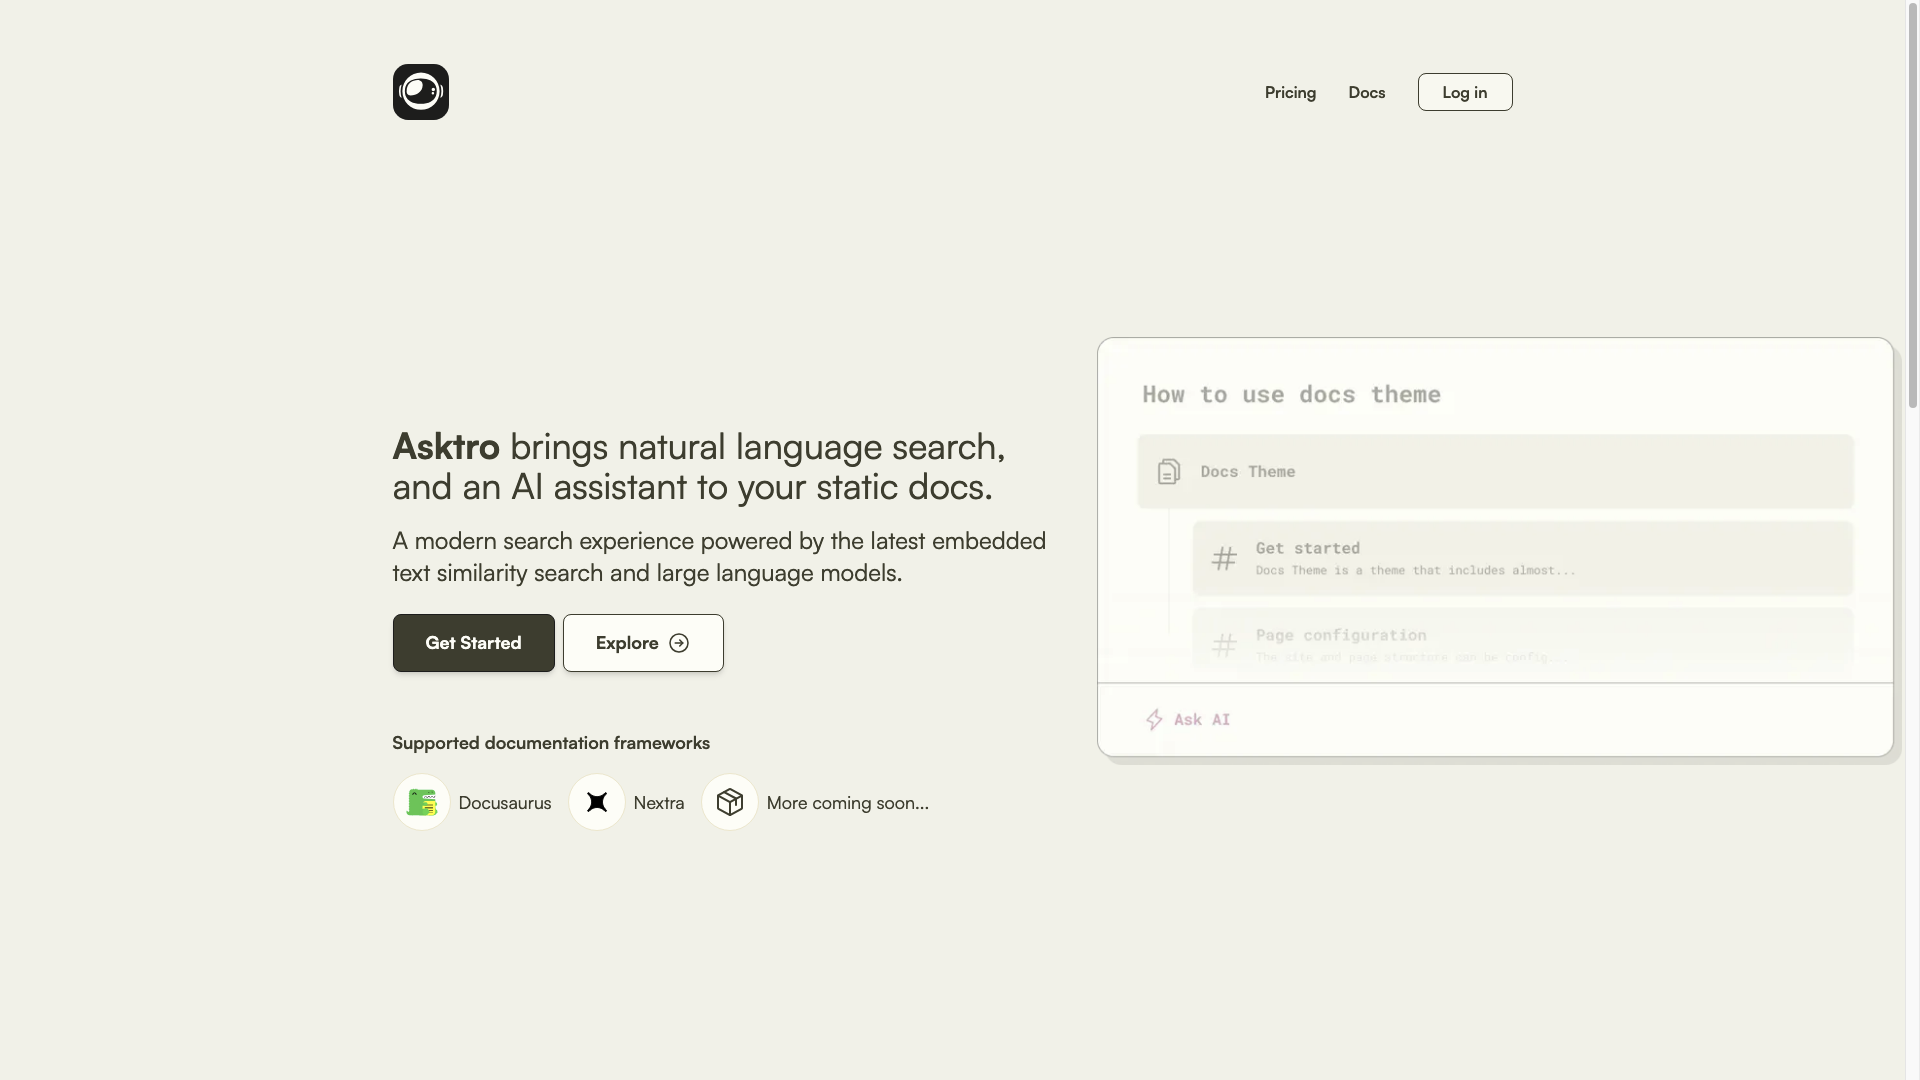 Pricing
Docs
Log in
Asktro brings natural language search,
and an AI assistant to your static docs.
A modern search experience powered by the latest embedded
text similarity search and large language models.
Get Started
Explore
Supported documentation frameworks
Docusaurus
Nextra
More coming soon...
How to use docs theme
Docs Theme
Get started
Docs Theme is a theme that includes almost...
Page configuration
The site and page structure can be config...
Ask AI